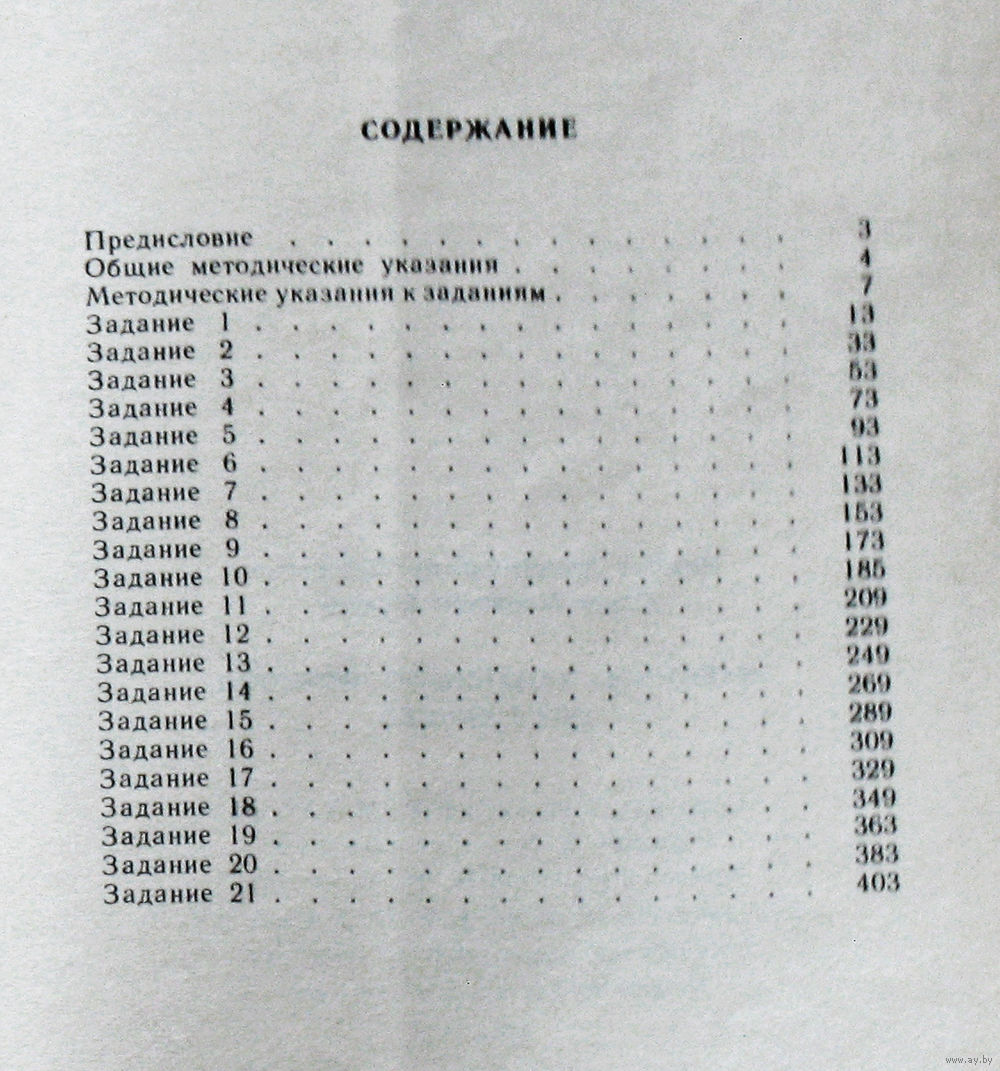 СОДЕРЖАНИЕ
Предисловие . . . . . . . . . . . . . . 3
Общие методические указания . . . . . . . . 4
Методические указания к заданиям . . . . . . . 7
Задание 1 . . . . . . . . . . . . . . . 13
Задание 2 . . . . . . . . . . . . . . . 33
Задание 3 . . . . . . . . . . . . . . . 53
Задание 4 . . . . . . . . . . . . . . . 73
Задание 5 . . . . . . . . . . . . . . . 93
Задание 6 . . . . . . . . . . . . . . . 113
Задание 7 . . . . . . . . . . . . . . . 133
Задание 8 . . . . . . . . . . . . . . . 153
Задание 9 . . . . . . . . . . . . . . . 173
Задание 10 . . . . . . . . . . . . . . . 185
Задание 11 . . . . . . . . . . . . . . . 209
Задание 12 . . . . . . . . . . . . . . . 229
Задание 13 . . . . . . . . . . . . . . . 249
Задание 14 . . . . . . . . . . . . . . . 269
Задание 15 . . . . . . . . . . . . . . . 289
Задание 16 . . . . . . . . . . . . . . . 309
Задание 17 . . . . . . . . . . . . . . . 329
Задание 18 . . . . . . . . . . . . . . . 349
Задание 19 . . . . . . . . . . . . . . . 363
Задание 20 . . . . . . . . . . . . . . . 383
Задание 21 . . . . . . . . . . . . . . . 403
www.ay.by